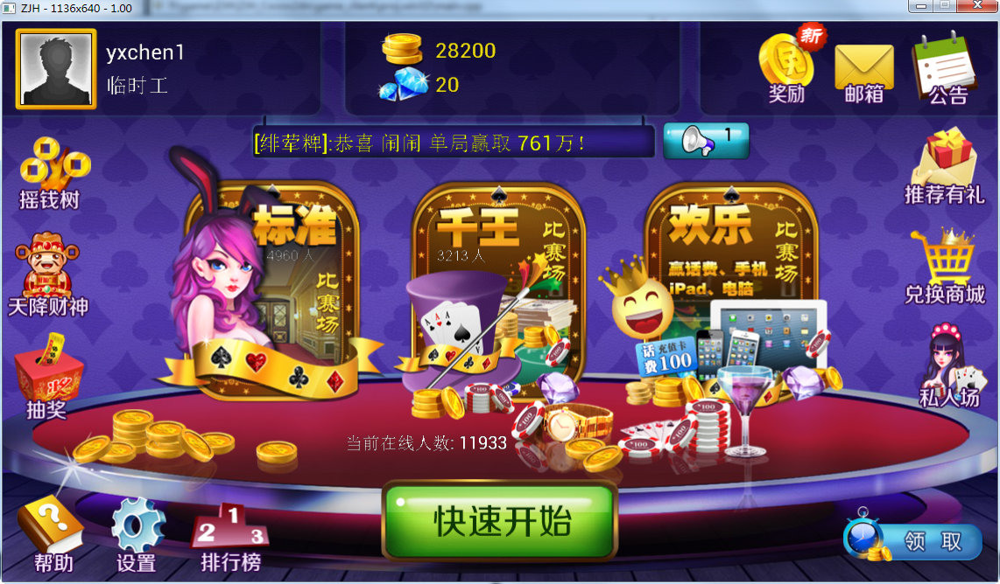 ZJH - 1136x640 - 1.00
yxchen1
临时工
28200
20
新
奖励
邮箱
公告
[绯荤粺]:恭喜 闹闹 单局赢取 761万！
1
摇钱树
推荐有礼
标准
4960 人
比赛场
千王
3213 人
比赛场
欢乐
比赛场
赢话费、手机
iPad、电脑
天降财神
兑换商城
话费
充值卡
100
抽奖
私人场
当前在线人数: 11933
快速开始
帮助
设置
1
2
3
排行榜
领 取